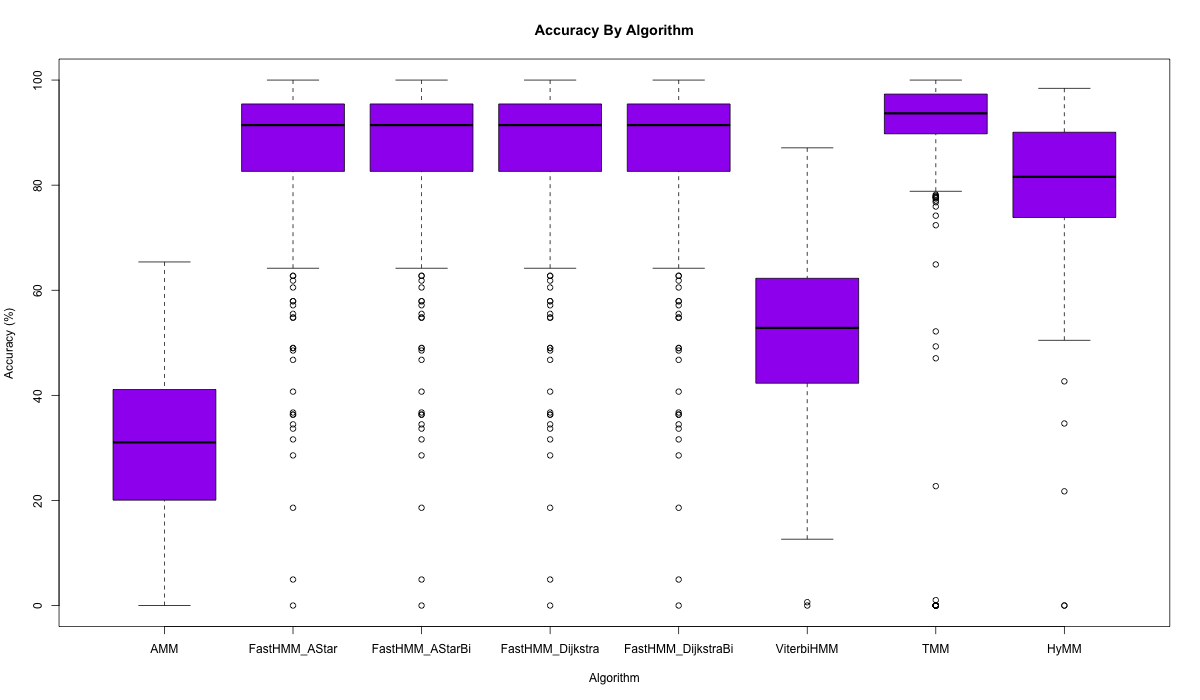 Accuracy By Algorithm
100
80
60
40
20
0
Accuracy (%)
AMM FastHMM_AStar FastHMM_AStarBi FastHMM_Dijkstra FastHMM_DijkstraBi ViterbiHMM TMM HyMM
Algorithm